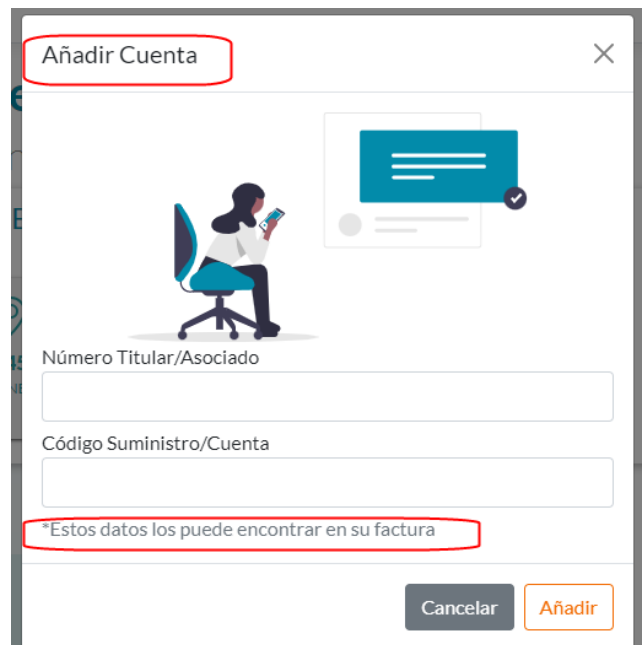 Añadir Cuenta
Número Titular/Asociado
Código Suministro/Cuenta
*Estos datos los puede encontrar en su factura
Cancelar
Añadir